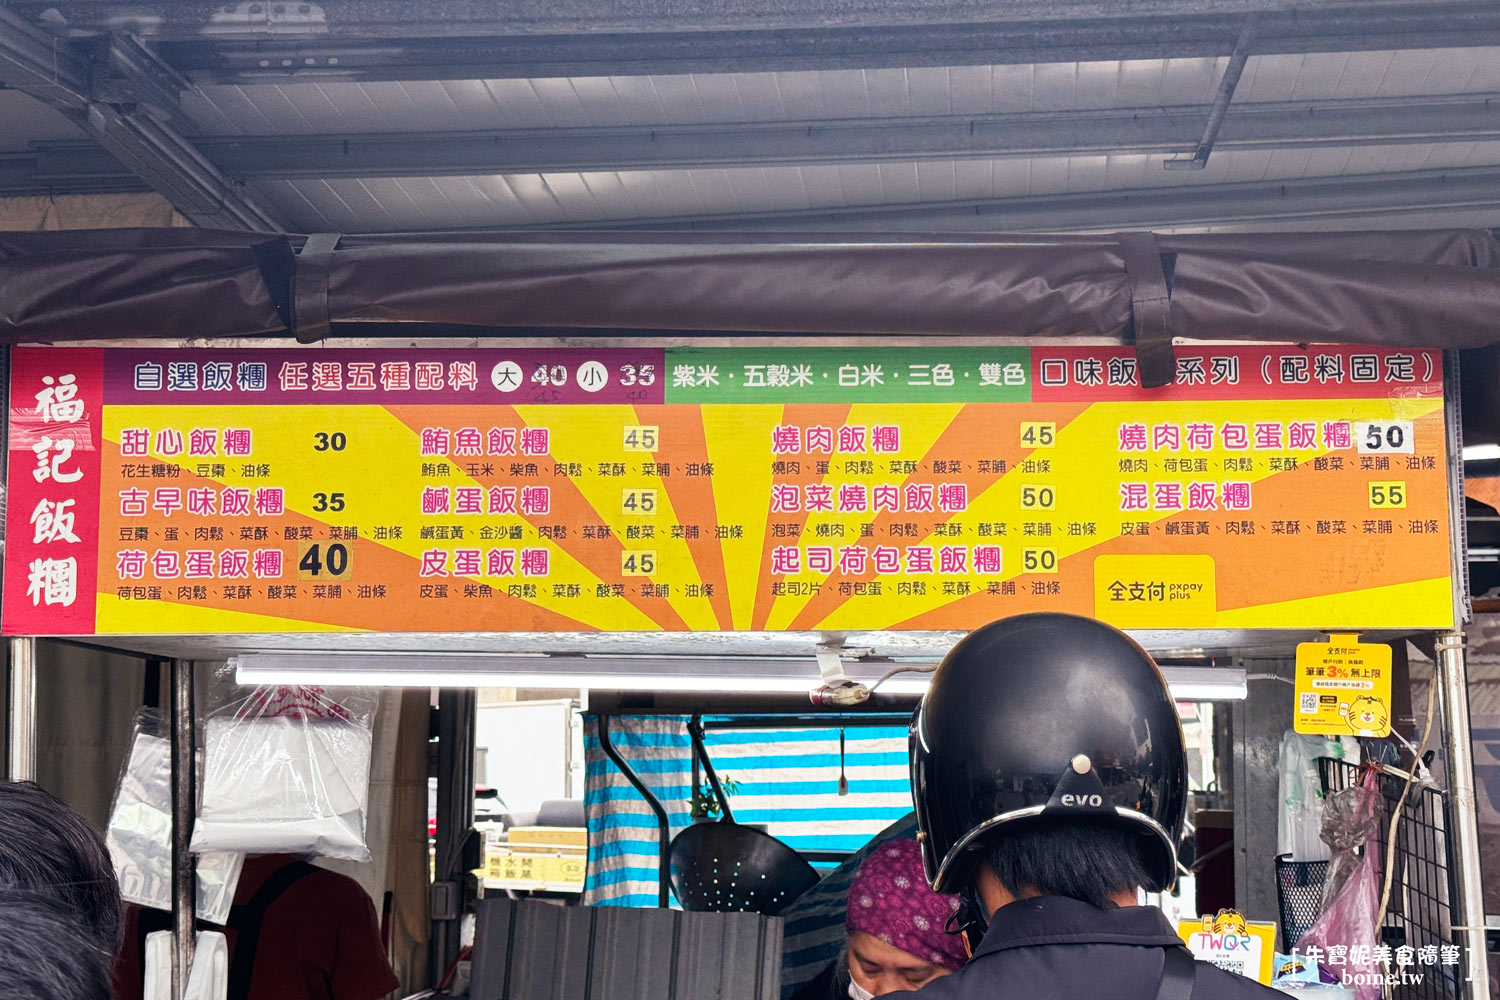 福記飯糰
自選飯糰 任選五種配料 大 40 小 35
45 40
紫米・五穀米・白米・三色・雙色
口味飯 系列（配料固定）
甜心飯糰 30
花生糖粉、豆棗、油條
古早味飯糰 35
豆棗、蛋、肉鬆、菜酥、酸菜、菜脯、油條
荷包蛋飯糰 40
荷包蛋、肉鬆、菜酥、酸菜、菜脯、油條
鮪魚飯糰 45
鮪魚、玉米、柴魚、肉鬆、菜酥、菜脯、油條
鹹蛋飯糰 45
鹹蛋黃、金沙醬、肉鬆、菜酥、酸菜、菜脯、油條
皮蛋飯糰 45
皮蛋、柴魚、肉鬆、菜酥、酸菜、菜脯、油條
燒肉飯糰 45
燒肉、蛋、肉鬆、菜酥、酸菜、菜脯、油條
泡菜燒肉飯糰 50
泡菜、燒肉、蛋、肉鬆、菜酥、酸菜、菜脯、油條
起司荷包蛋飯糰 50
起司2片、荷包蛋、肉鬆、菜酥、酸菜、菜脯、油條
燒肉荷包蛋飯糰 50
燒肉、荷包蛋、肉鬆、菜酥、酸菜、菜脯、油條
混蛋飯糰 55
皮蛋、鹹蛋黃、肉鬆、菜酥、酸菜、菜脯、油條
全支付 pxpay plus
全支付
筆筆3%無上限
evo
TWQR
[朱寶妮美食隨筆]
boine.tw